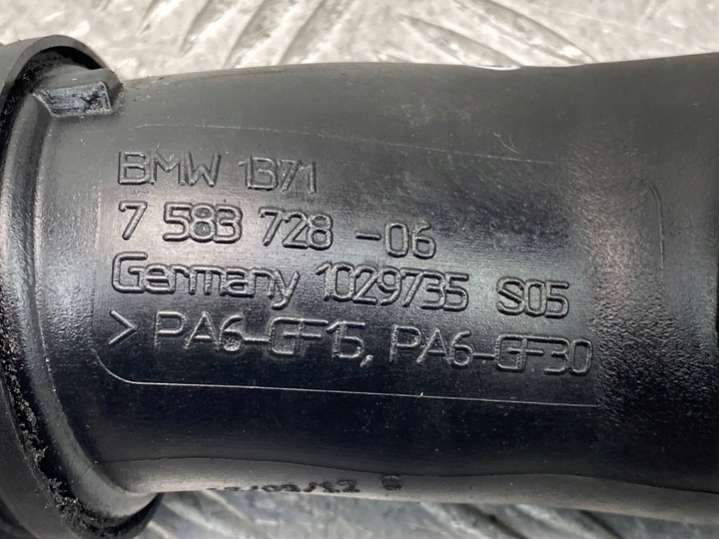 BMW 1371
7 583 728 -06
Germany 1029735 S05
>PA6-GF15, PA6-GF30